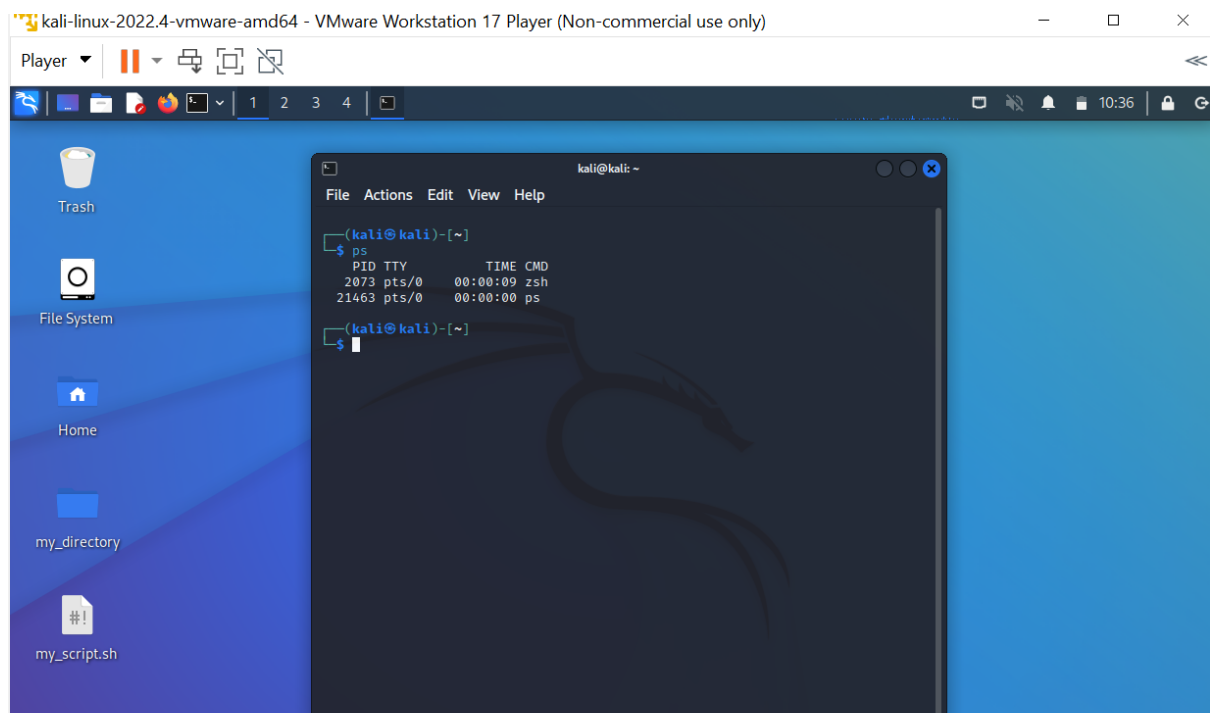 kali-linux-2022.4-vmware-amd64 - VMware Workstation 17 Player (Non-commercial use only)
Player
1 2 3 4
10:36
Trash
File System
Home
my_directory
#!
my_script.sh
kali@kali: ~
File Actions Edit View Help
┌──(kali㉿kali)-[~]
└─$ ps
PID TTY TIME CMD
2073 pts/0 00:00:09 zsh
21463 pts/0 00:00:00 ps
┌──(kali㉿kali)-[~]
└─$